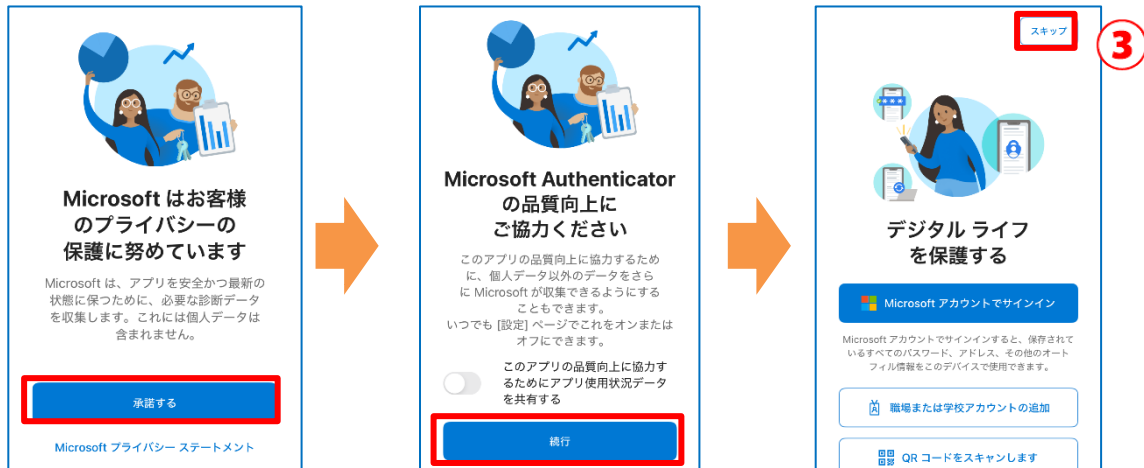 Microsoft はお客様
のプライバシーの
保護に努めています
Microsoft は、アプリを安全かつ最新の
状態に保つために、必要な診断データ
を収集します。これには個人データは
含まれません。
承諾する
Microsoft プライバシー ステートメント
Microsoft Authenticator
の品質向上に
ご協力ください
このアプリの品質向上に協力するため
に、個人データ以外のデータをさら
に Microsoft が収集できるようにする
こともできます。
いつでも [設定] ページでこれをオンまたは
オフにできます。
このアプリの品質向上に協力す
るためにアプリ使用状況データ
を共有する
続行
スキップ
③
デジタル ライフ
を保護する
Microsoft アカウントでサインイン
Microsoft アカウントでサインインすると、保存されて
いるすべてのパスワード、アドレス、その他のオート
フィル情報をこのデバイスで使用できます。
職場または学校アカウントの追加
QR コードをスキャンします